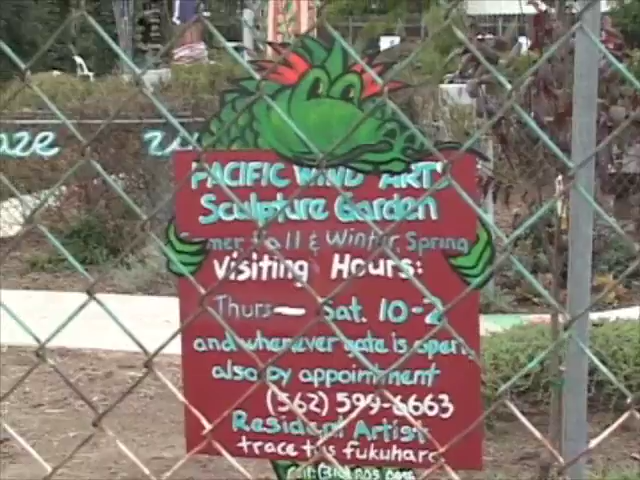 aze
PACIFIC WIND ARTS
Sculpture Garden
Summer, Fall & Winter, Spring
Visiting Hours:
Thurs — Sat. 10-2
and whenever gate is open,
also by appointment
(562) 599-6663
Resident Artist
fukuhara